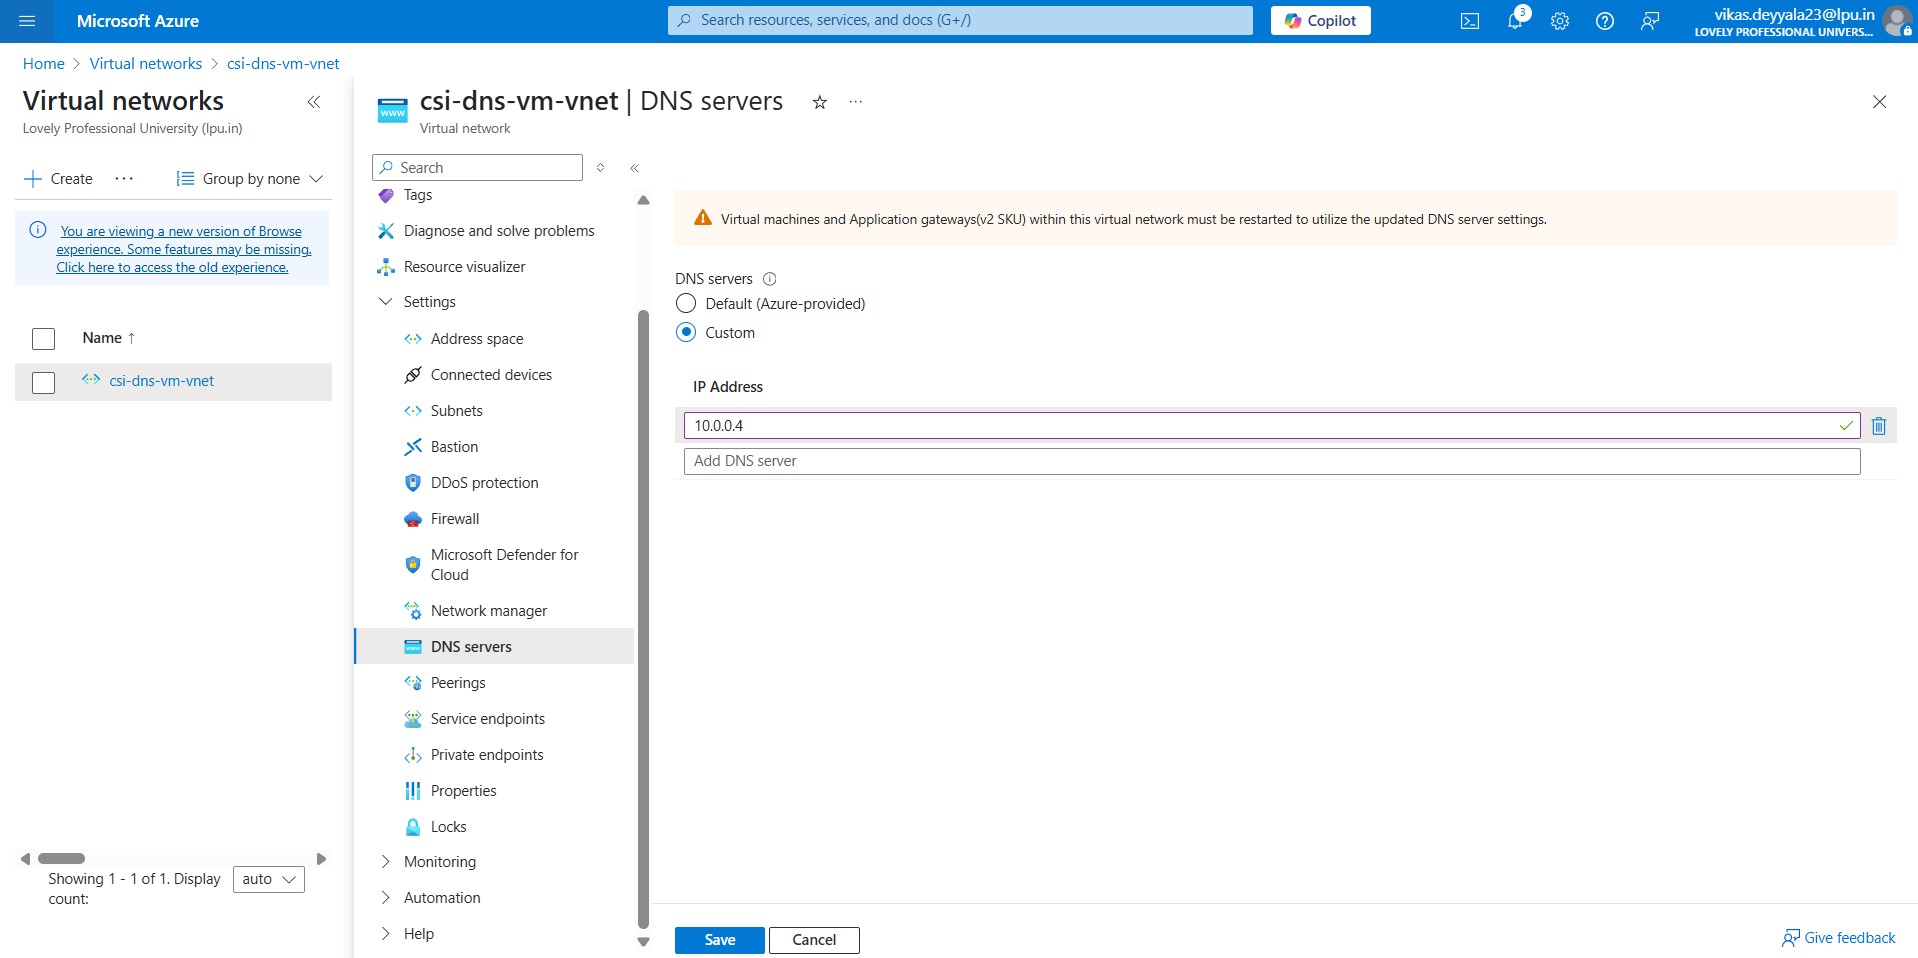 Microsoft Azure
Search resources, services, and docs (G+/)
Copilot
3
vikas.deyyala23@lpu.in
LOVELY PROFESSIONAL UNIVERS...
Home > Virtual networks > csi-dns-vm-vnet
Virtual networks
Lovely Professional University (lpu.in)
Create
Group by none
You are viewing a new version of Browse
experience. Some features may be missing.
Click here to access the old experience.
Name ↑
csi-dns-vm-vnet
Showing 1 - 1 of 1. Display
count:
auto
www
csi-dns-vm-vnet | DNS servers
Virtual network
Search
Tags
Diagnose and solve problems
Resource visualizer
Settings
Address space
Connected devices
Subnets
Bastion
DDoS protection
Firewall
Microsoft Defender for
Cloud
Network manager
DNS servers
Peerings
Service endpoints
Private endpoints
Properties
Locks
Monitoring
Automation
Help
Virtual machines and Application gateways(v2 SKU) within this virtual network must be restarted to utilize the updated DNS server settings.
DNS servers
Default (Azure-provided)
Custom
IP Address
10.0.0.4
Add DNS server
Save
Cancel
Give feedback